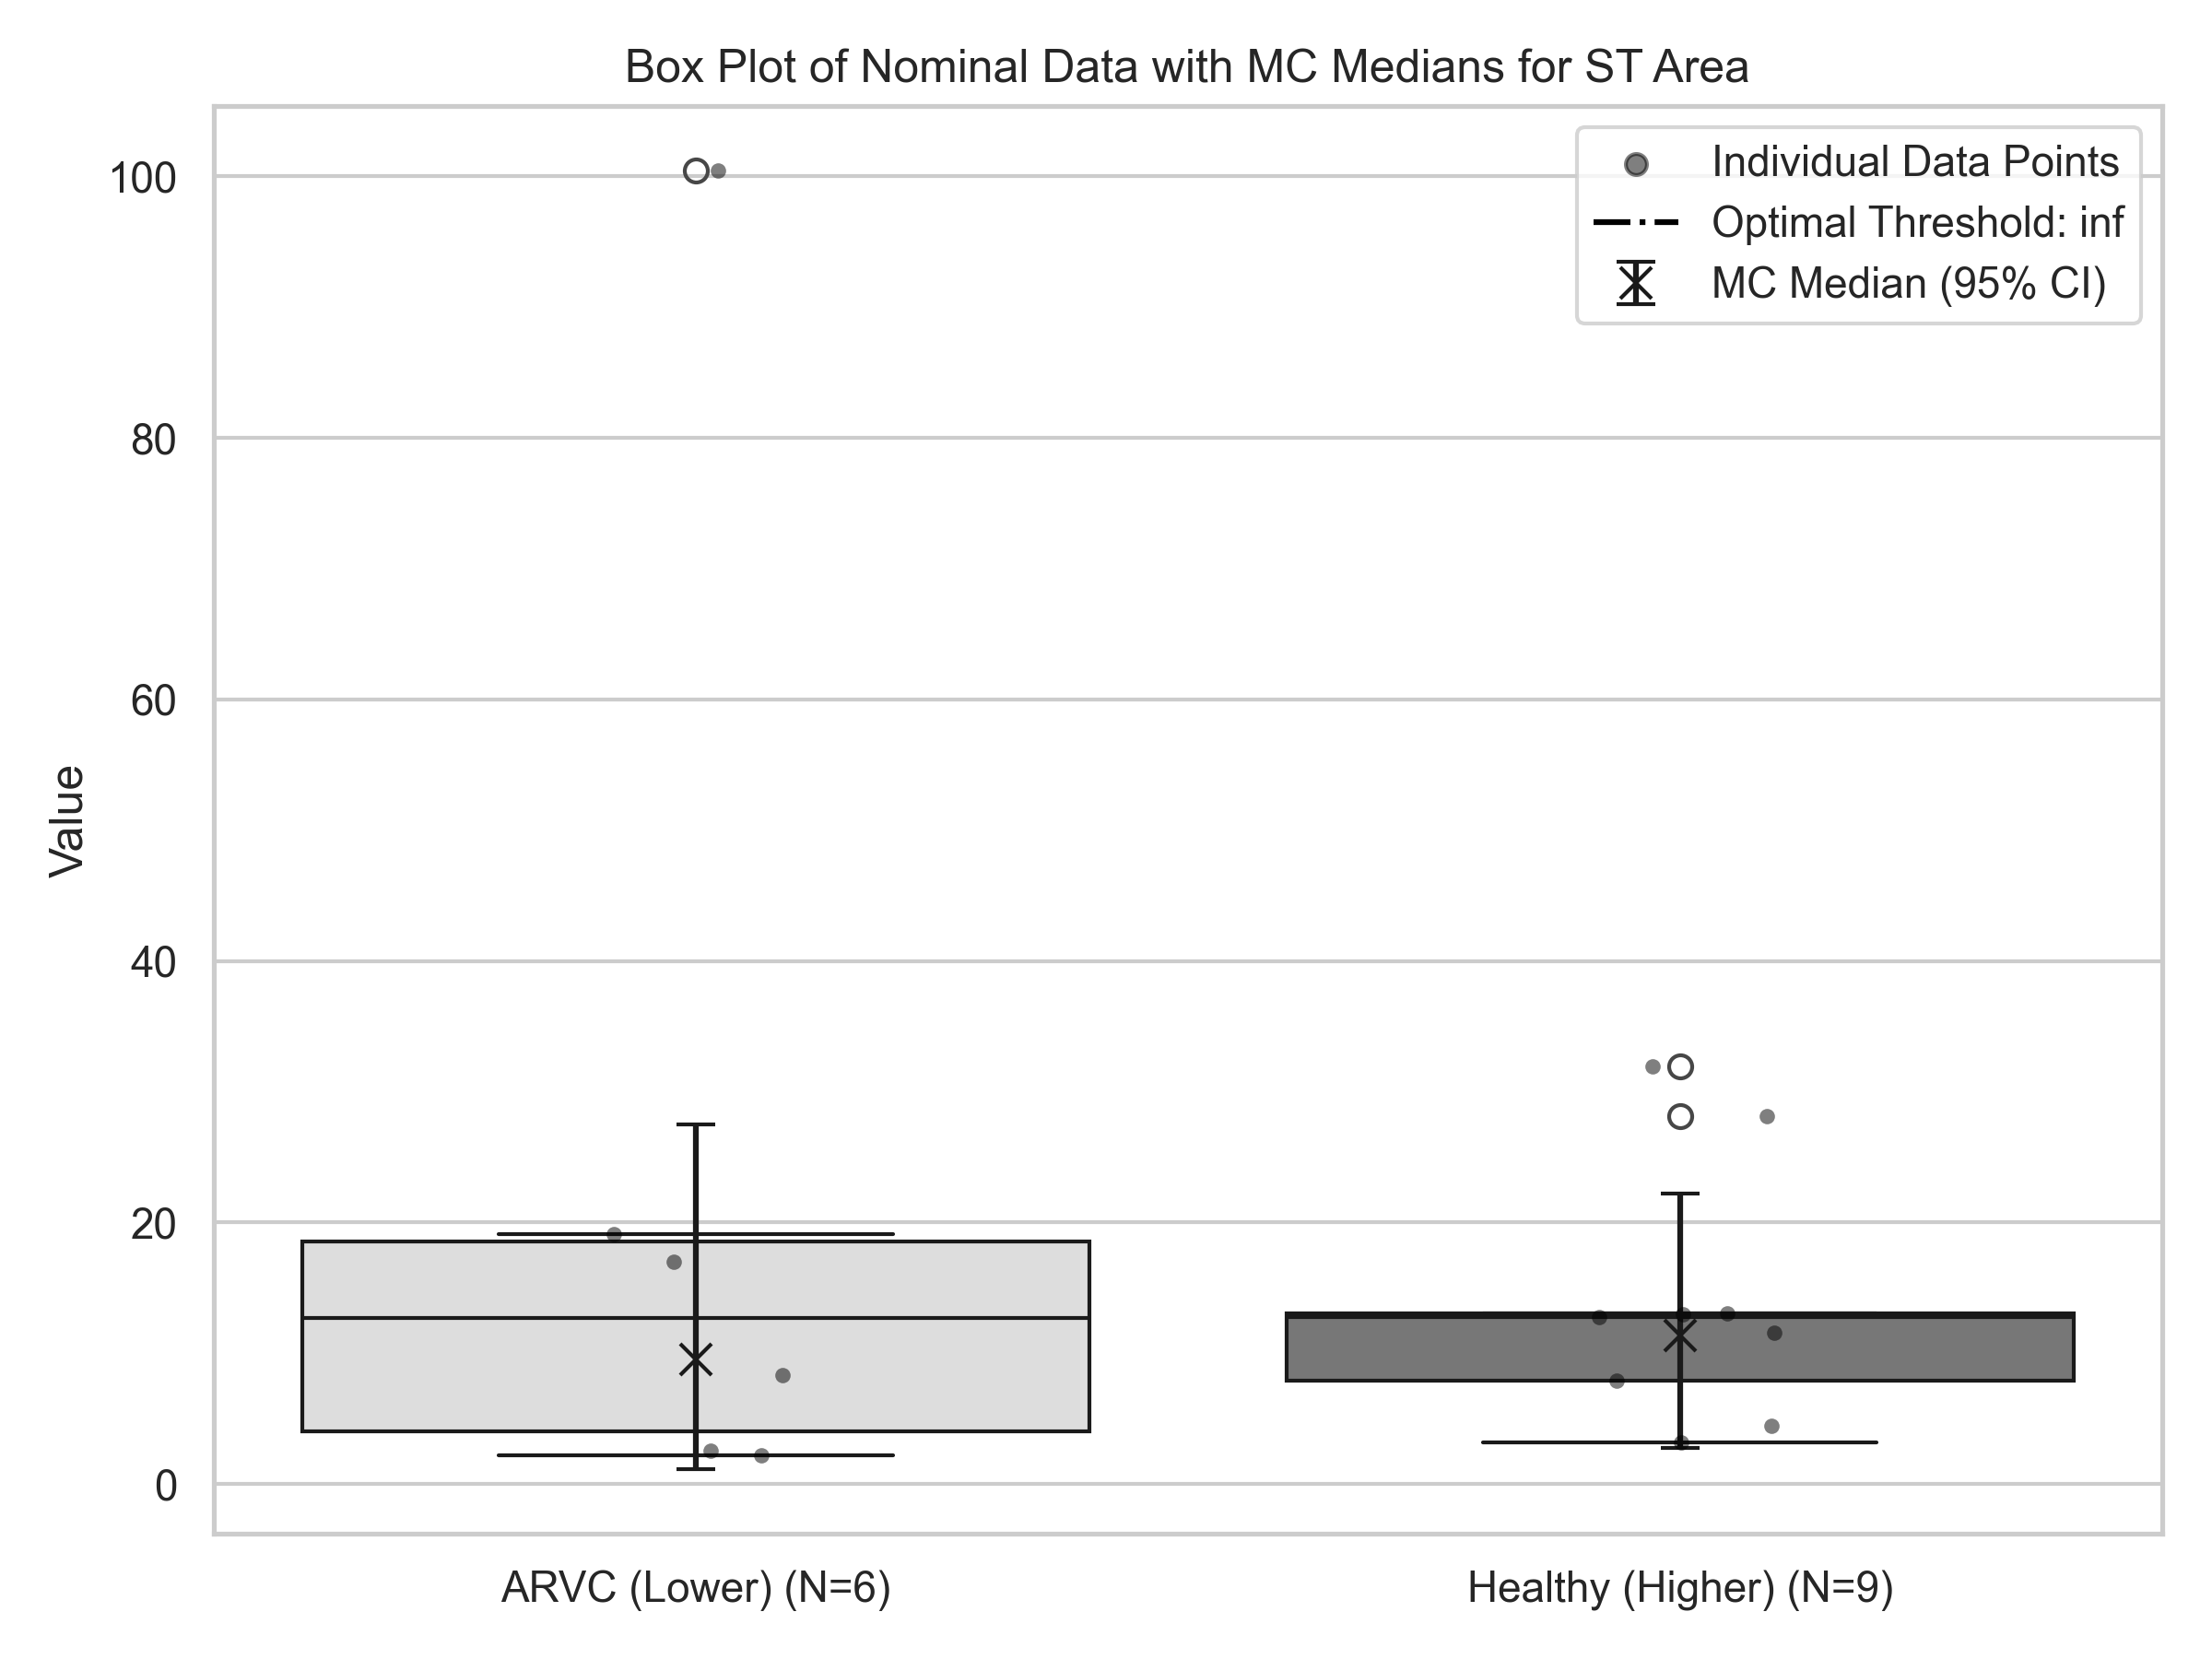 Box Plot of Nominal Data with MC Medians for ST Area
Individual Data Points
Optimal Threshold: inf
MC Median (95% CI)
100
80
60
40
20
0
Value
ARVC (Lower) (N=6)
Healthy (Higher) (N=9)